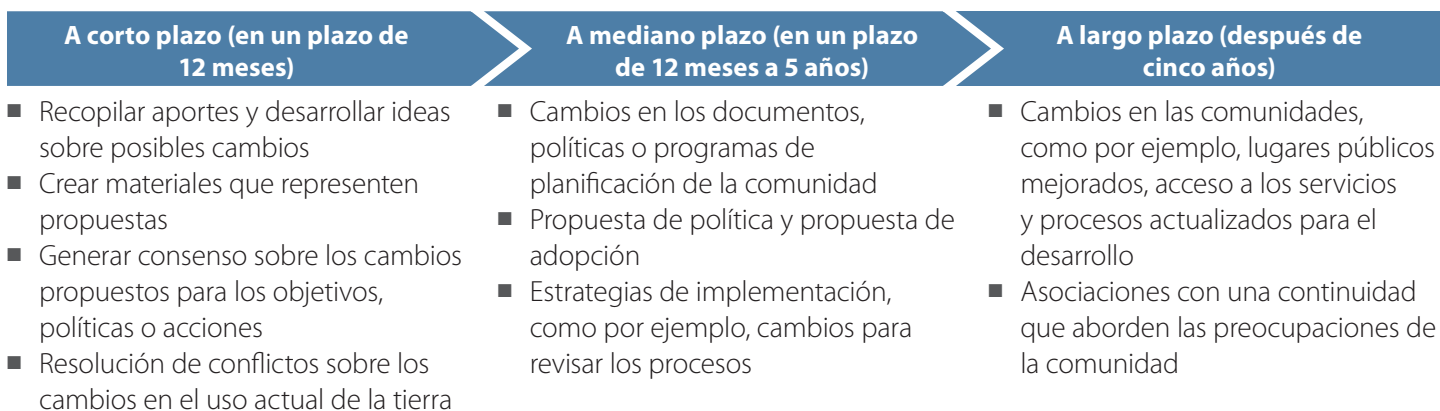 A corto plazo (en un plazo de
12 meses)
■ Recopilar aportes y desarrollar ideas
sobre posibles cambios
■ Crear materiales que representen
propuestas
■ Generar consenso sobre los cambios
propuestos para los objetivos,
políticas o acciones
■ Resolución de conflictos sobre los
cambios en el uso actual de la tierra
A mediano plazo (en un plazo
de 12 meses a 5 años)
■ Cambios en los documentos,
políticas o programas de
planificación de la comunidad
■ Propuesta de política y propuesta de
adopción
■ Estrategias de implementación,
como por ejemplo, cambios para
revisar los procesos
A largo plazo (después de
cinco años)
■ Cambios en las comunidades,
como por ejemplo, lugares públicos
mejorados, acceso a los servicios
y procesos actualizados para el
desarrollo
■ Asociaciones con una continuidad
que aborden las preocupaciones de
la comunidad